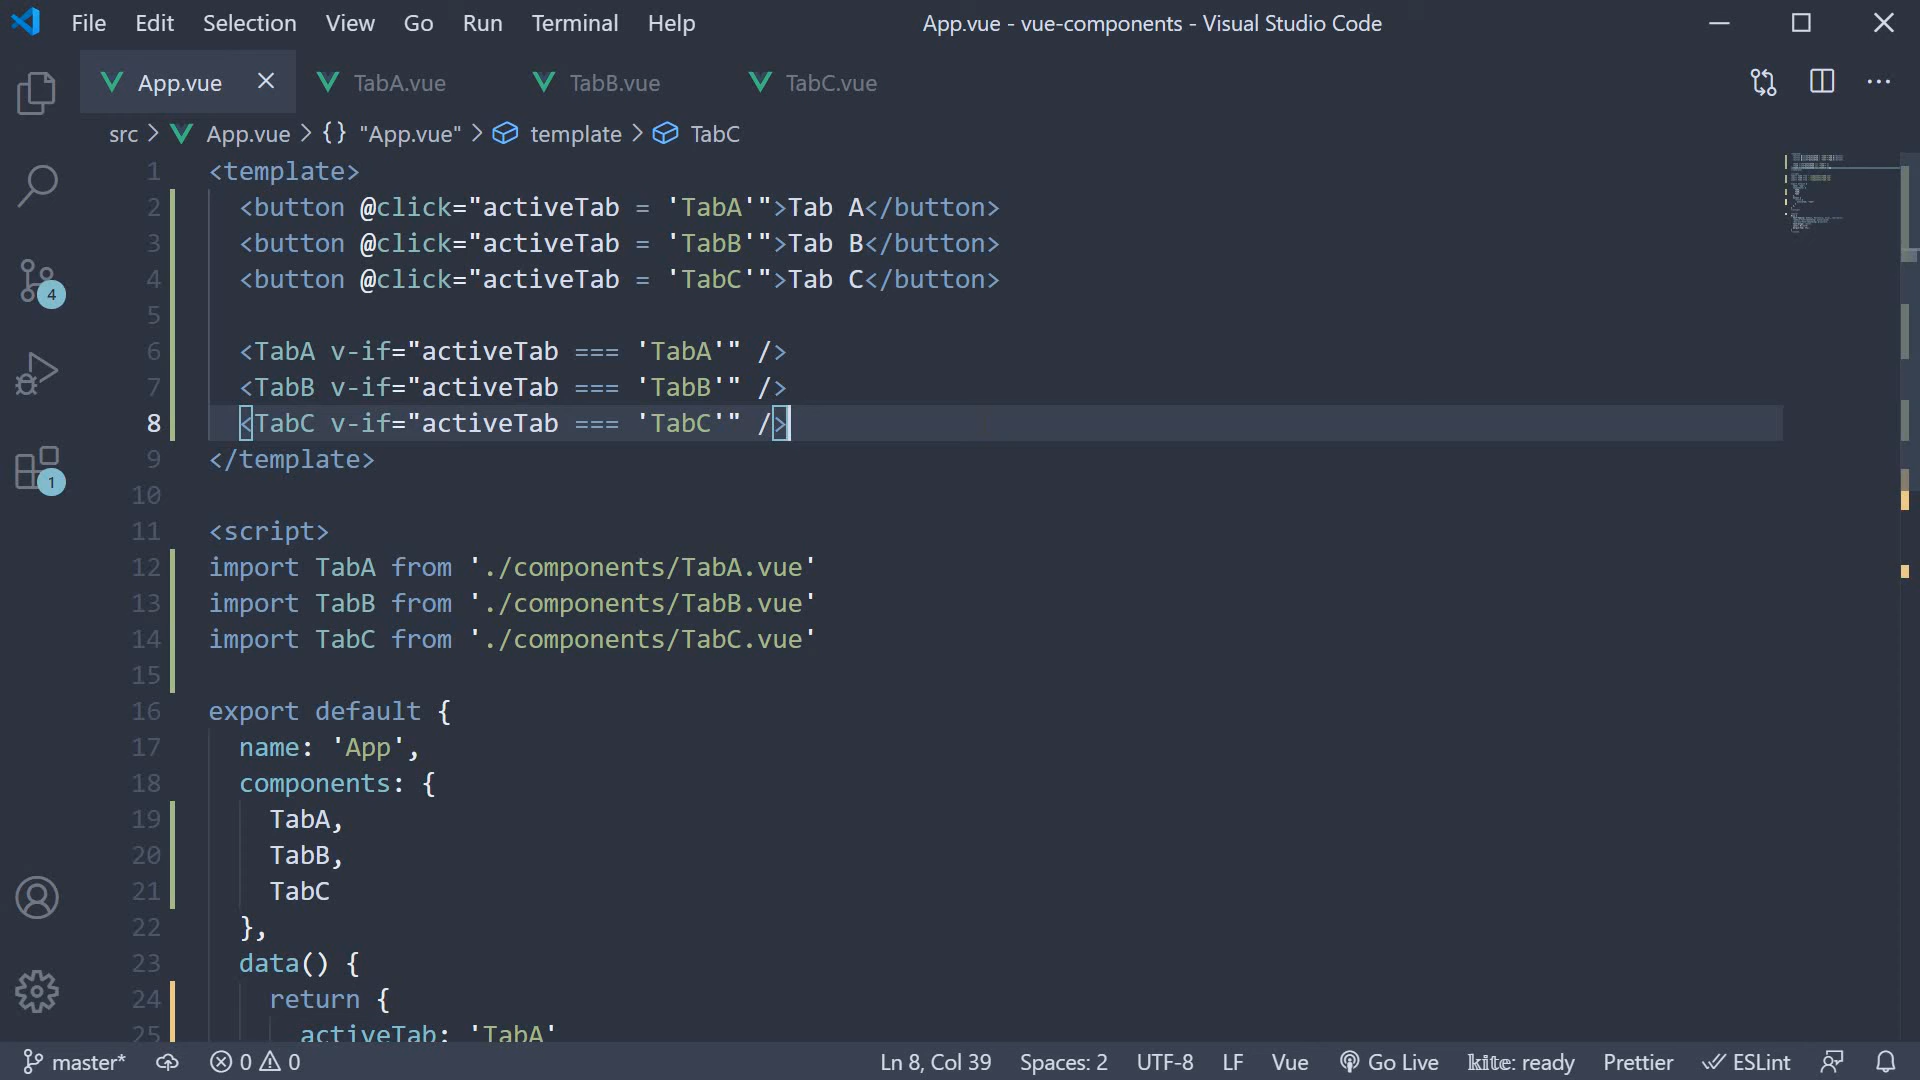 File Edit Selection View Go Run Terminal Help App.vue - vue-components - Visual Studio Code
App.vue TabA.vue TabB.vue TabC.vue
src > App.vue > {} "App.vue" > template > TabC
1 <template>
2 <button @click="activeTab = 'TabA'">Tab A</button>
3 <button @click="activeTab = 'TabB'">Tab B</button>
4 <button @click="activeTab = 'TabC'">Tab C</button>
5
6 <TabA v-if="activeTab === 'TabA'" />
7 <TabB v-if="activeTab === 'TabB'" />
8 <TabC v-if="activeTab === 'TabC'" />
9 </template>
10
11 <script>
12 import TabA from './components/TabA.vue'
13 import TabB from './components/TabB.vue'
14 import TabC from './components/TabC.vue'
15
16 export default {
17 name: 'App',
18 components: {
19 TabA,
20 TabB,
21 TabC
22 },
23 data() {
24 return {
25 activeTab: 'TabA'
4
1
master* 0 0 Ln 8, Col 39 Spaces: 2 UTF-8 LF Vue Go Live kite: ready Prettier ESLint